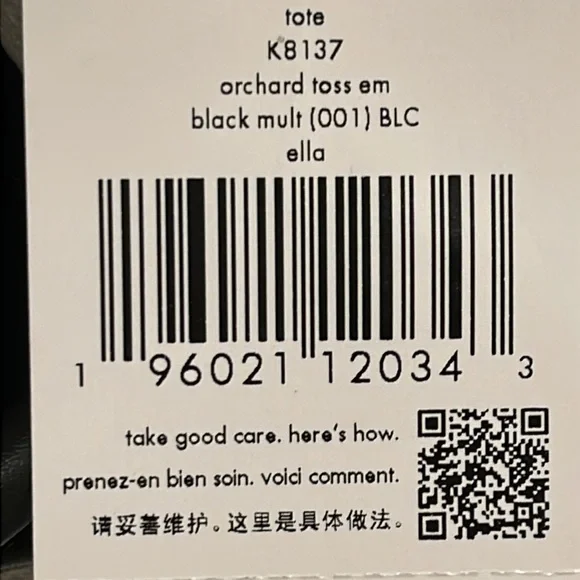 tote
K8137
orchard toss em
black mult (001) BLC
ella
1 96021 12034 3
take good care. here's how.
prenez-en bien soin. voici comment.
请妥善维护。这里是具体做法。